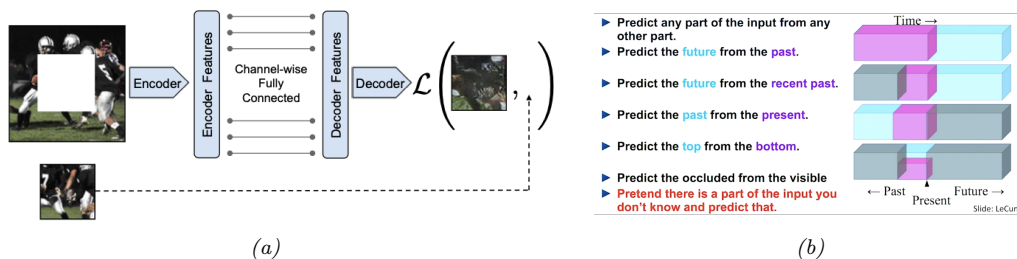 Encoder
Encoder Features
Channel-wise
Fully
Connected
Decoder Features
Decoder
ℒ ( , )
(a)
► Predict any part of the input from any
other part.
► Predict the future from the past.
► Predict the future from the recent past.
► Predict the past from the present.
► Predict the top from the bottom.
► Predict the occluded from the visible
► Pretend there is a part of the input you
don't know and predict that.
Time →
← Past
Present
Future →
Slide: LeCun
(b)